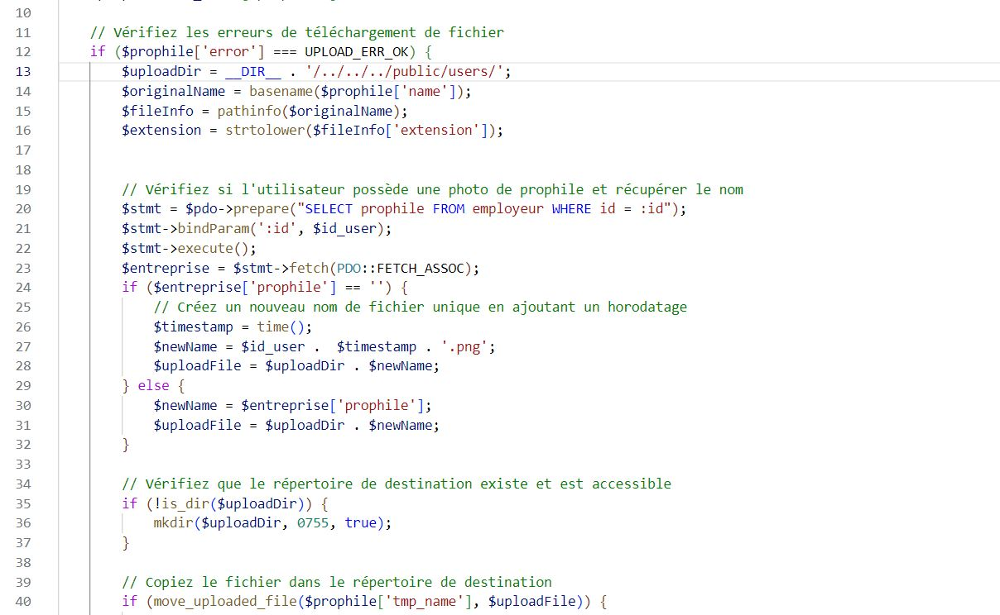 10
11 // Vérifiez les erreurs de téléchargement de fichier
12 if ($prophile['error'] === UPLOAD_ERR_OK) {
13 $uploadDir = __DIR__ . '/../../../public/users/';
14 $originalName = basename($prophile['name']);
15 $fileInfo = pathinfo($originalName);
16 $extension = strtolower($fileInfo['extension']);
17
18
19 // Vérifiez si l'utilisateur possède une photo de prophile et récupérer le nom
20 $stmt = $pdo->prepare("SELECT prophile FROM employeur WHERE id = :id");
21 $stmt->bindParam(':id', $id_user);
22 $stmt->execute();
23 $entreprise = $stmt->fetch(PDO::FETCH_ASSOC);
24 if ($entreprise['prophile'] == '') {
25 // Créez un nouveau nom de fichier unique en ajoutant un horodatage
26 $timestamp = time();
27 $newName = $id_user .  $timestamp . '.png';
28 $uploadFile = $uploadDir . $newName;
29 } else {
30 $newName = $entreprise['prophile'];
31 $uploadFile = $uploadDir . $newName;
32 }
33
34 // Vérifiez que le répertoire de destination existe et est accessible
35 if (!is_dir($uploadDir)) {
36 mkdir($uploadDir, 0755, true);
37 }
38
39 // Copiez le fichier dans le répertoire de destination
40 if (move_uploaded_file($prophile['tmp_name'], $uploadFile)) {